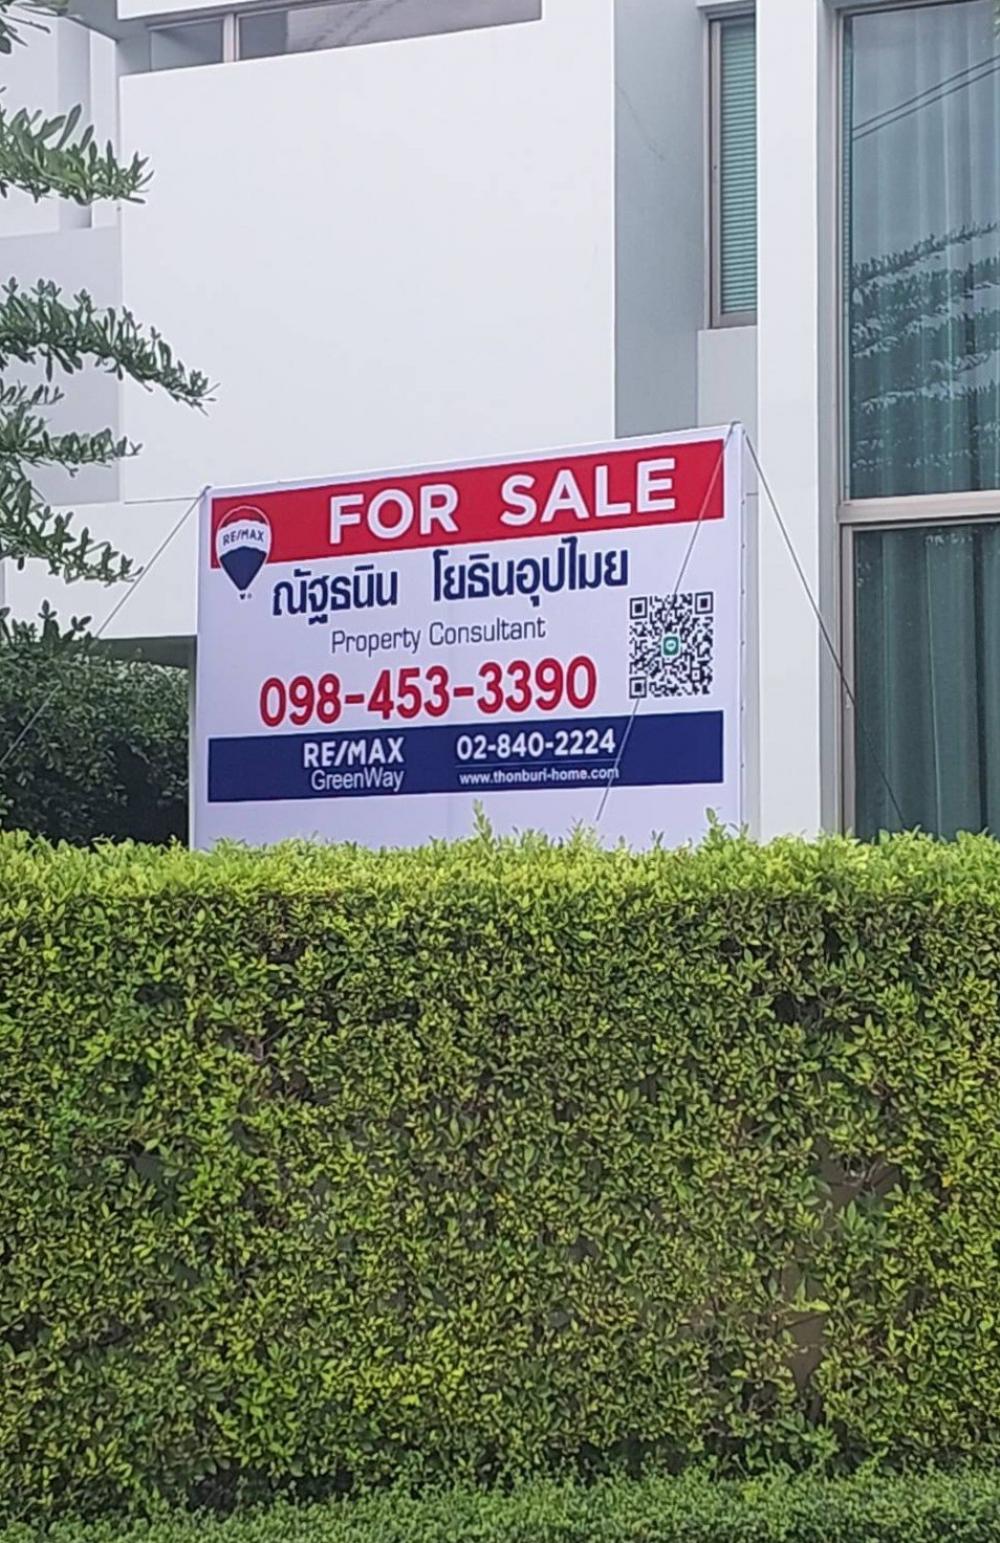 FOR SALE
RE/MAX
ณัฐธนิน โยธินอุปไมย
Property Consultant
098-453-3390
RE/MAX 02-840-2224
GreenWay www.thonburi-home.com